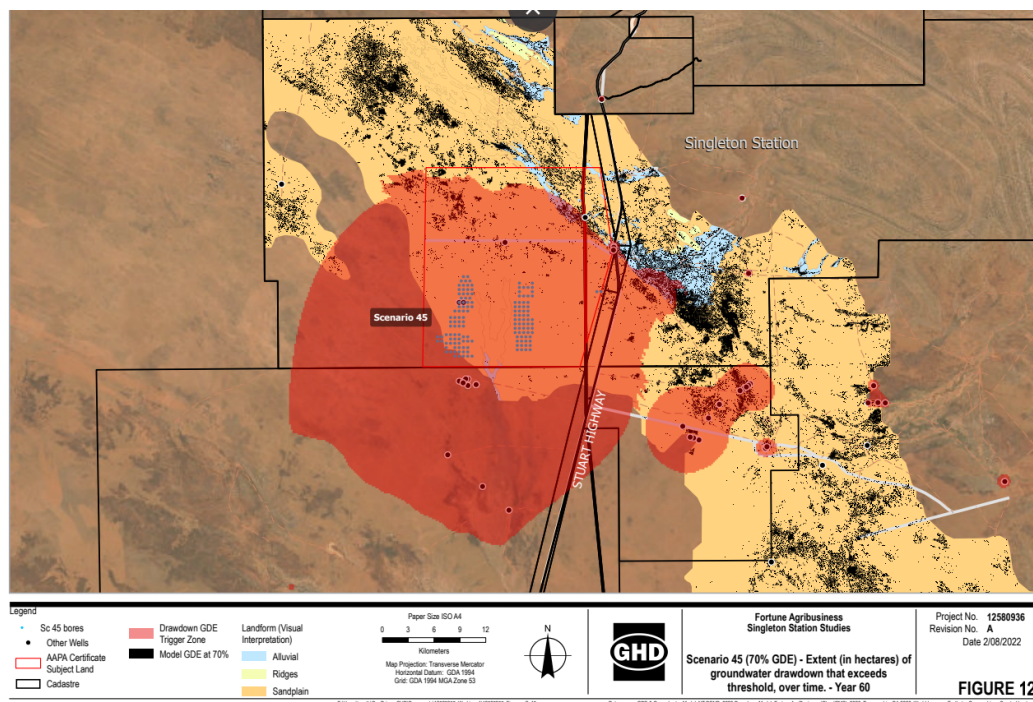 Singleton Station
Scenario 45
STUART HIGHWAY
Legend
Sc 45 bores
Other Wells
AAPA Certificate
Subject Land
Cadastre
Drawdown GDE
Trigger Zone
Model GDE at 70%
Landform (Visual
Interpretation)
Alluvial
Ridges
Sandplain
Paper Size ISO A4
0 3 6 9 12
Kilometers
Map Projection: Transverse Mercator
Horizontal Datum: GDA 1994
Grid: GDA 1994 MGA Zone 53
N
GHD
Fortune Agribusiness
Singleton Station Studies
Scenario 45 (70% GDE) - Extent (in hectares) of
groundwater drawdown that exceeds
threshold, over time. - Year 60
Project No. 12580936
Revision No. A
Date 2/08/2022
FIGURE 12